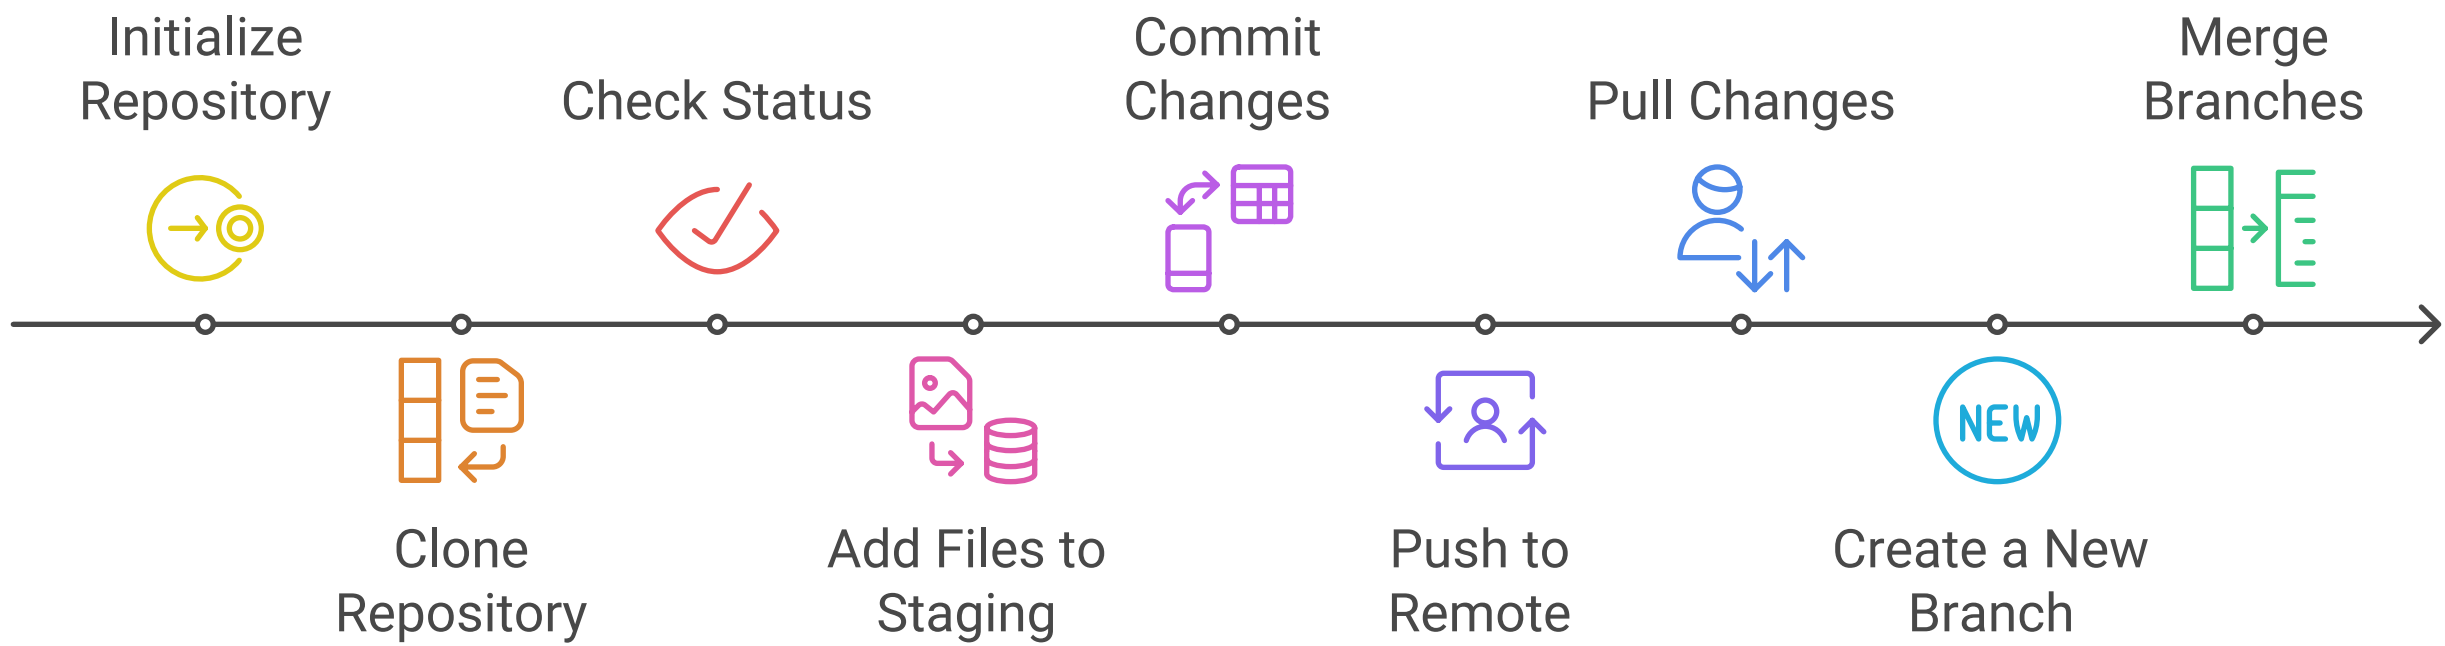 Initialize
Repository
Clone
Repository
Check Status
Add Files to
Staging
Commit
Changes
Push to
Remote
Pull Changes
NEW
Create a New
Branch
Merge
Branches